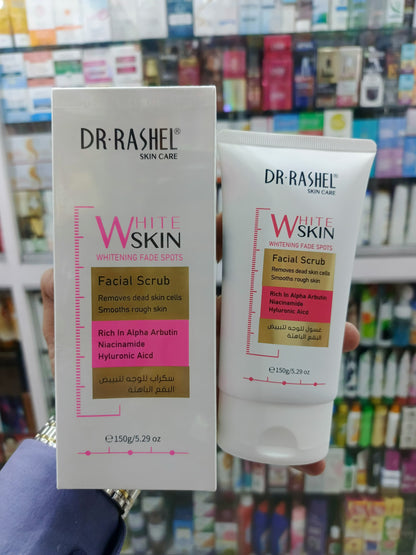 DR·RASHEL®
SKIN CARE
WHITE
SKIN
WHITENING FADE SPOTS
Facial Scrub
Removes dead skin cells
Smooths rough skin
Rich In Alpha Arbutin
Niacinamide
Hyluronic Aicd
سكراب للوجه لتبييض
البقع الباهتة
℮150g/5.29 oz
DR·RASHEL®
SKIN CARE
WHITE
SKIN
WHITENING FADE SPOTS
Facial Scrub
Removes dead skin cells
Smooths rough skin
Rich In Alpha Arbutin
Niacinamide
Hyluronic Aicd
غسول للوجه لتبييض
البقع الباهتة
℮150g/5.29 oz